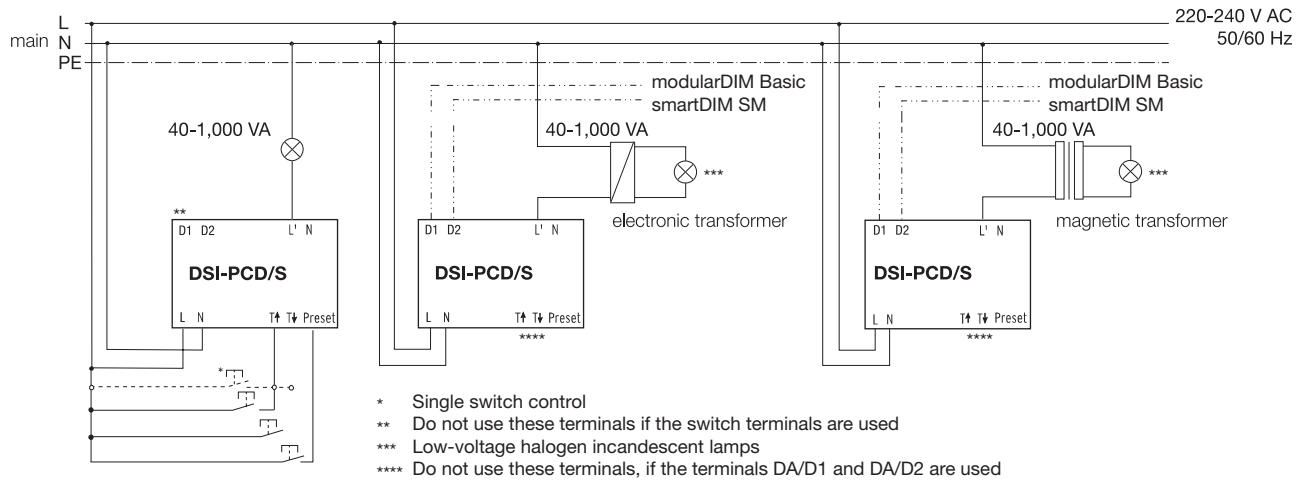 L
220-240 V AC
main N
50/60 Hz
PE
modularDIM Basic
smartDIM SM
modularDIM Basic
smartDIM SM
40-1,000 VA
40-1,000 VA
40-1,000 VA
***
***
electronic transformer
magnetic transformer
**
D1 D2 L' N
DSI-PCD/S
L N T↑ T↓ Preset
D1 D2 L' N
DSI-PCD/S
L N T↑ T↓ Preset
****
D1 D2 L' N
DSI-PCD/S
L N T↑ T↓ Preset
****
*
* Single switch control
** Do not use these terminals if the switch terminals are used
*** Low-voltage halogen incandescent lamps
**** Do not use these terminals, if the terminals DA/D1 and DA/D2 are used